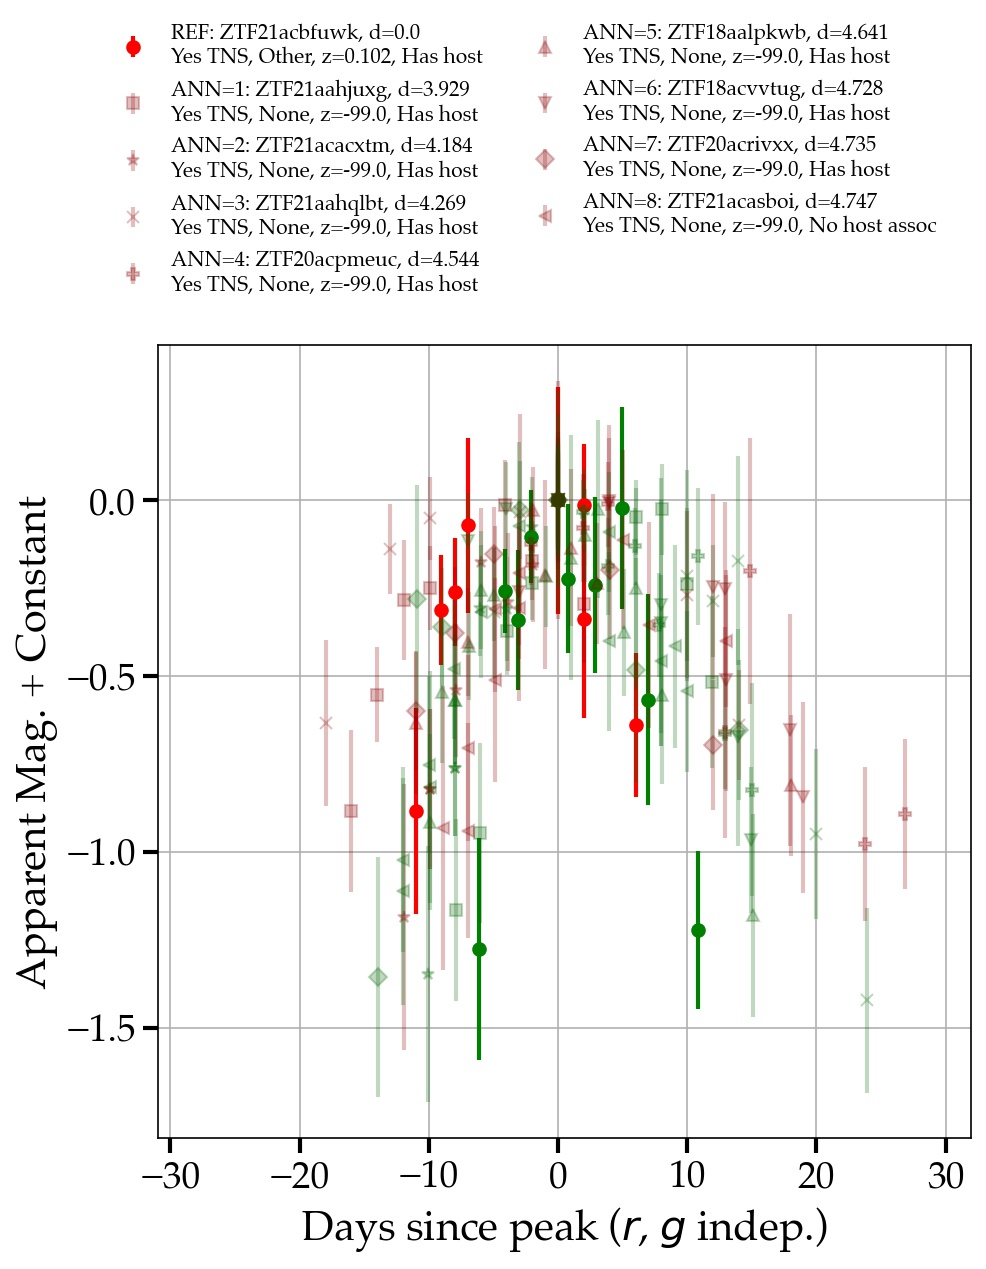 REF: ZTF21acbfuwk, d=0.0
Yes TNS, Other, z=0.102, Has host
ANN=1: ZTF21aahjuxg, d=3.929
Yes TNS, None, z=-99.0, Has host
ANN=2: ZTF21acacxtm, d=4.184
Yes TNS, None, z=-99.0, Has host
ANN=3: ZTF21aahqlbt, d=4.269
Yes TNS, None, z=-99.0, Has host
ANN=4: ZTF20acpmeuc, d=4.544
Yes TNS, None, z=-99.0, Has host
ANN=5: ZTF18aalpkwb, d=4.641
Yes TNS, None, z=-99.0, Has host
ANN=6: ZTF18acvvtug, d=4.728
Yes TNS, None, z=-99.0, Has host
ANN=7: ZTF20acrivxx, d=4.735
Yes TNS, None, z=-99.0, Has host
ANN=8: ZTF21acasboi, d=4.747
Yes TNS, None, z=-99.0, No host assoc
Apparent Mag. + Constant
0.0
−0.5
−1.0
−1.5
−30 −20 −10 0 10 20 30
Days since peak (r, g indep.)